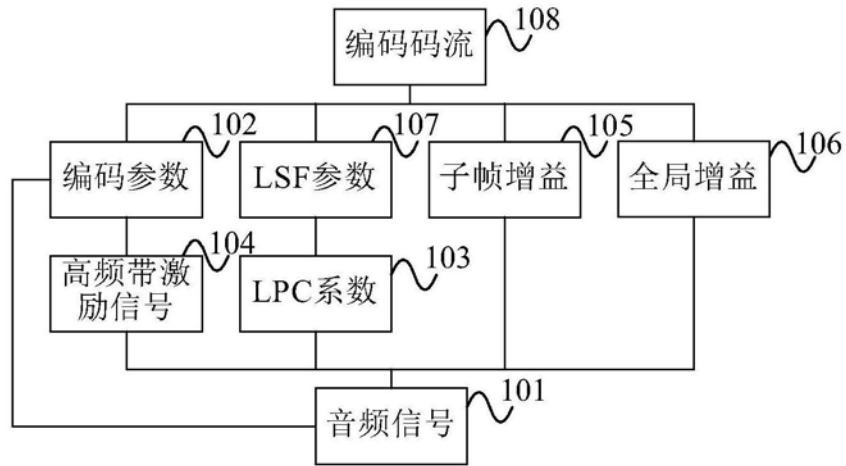 编码码流
108
102
107
105
106
编码参数
LSF参数
子帧增益
全局增益
104
103
高频带激
励信号
LPC系数
101
音频信号